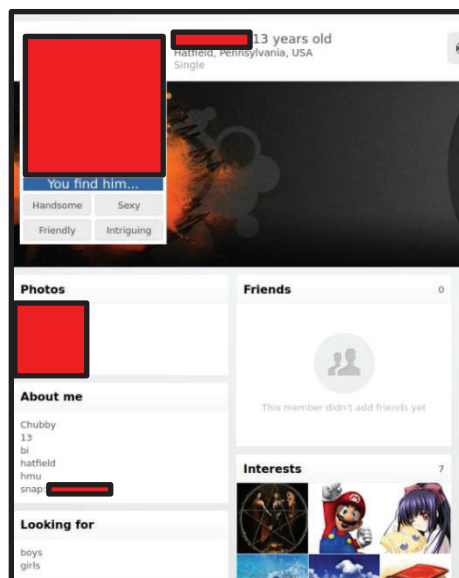 13 years old
Hatfield, Pennsylvania, USA
Single
You find him...
Handsome
Sexy
Friendly
Intriguing
Photos
Friends
0
This member didn't add friends yet
About me
Chubby
13
bi
hatfield
hmu
snap:
Interests
7
Looking for
boys
girls